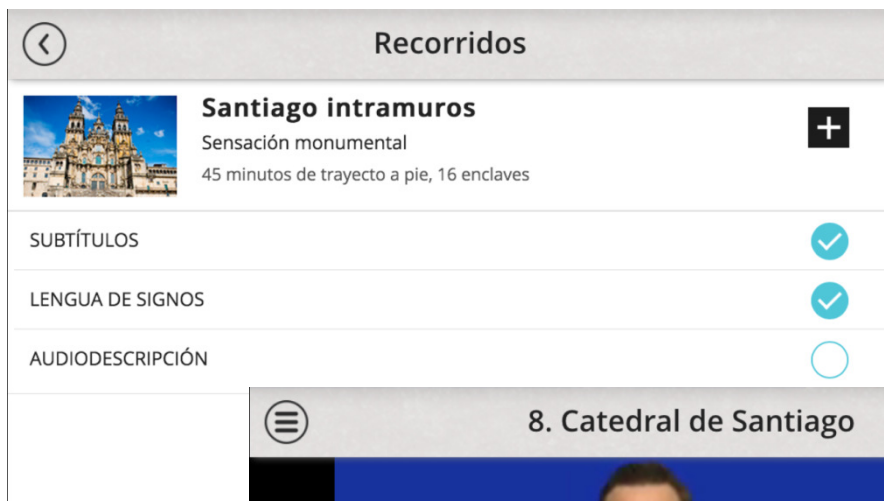 Recorridos
Santiago intramuros
Sensación monumental
45 minutos de trayecto a pie, 16 enclaves
SUBTÍTULOS
LENGUA DE SIGNOS
AUDIODESCRIPCIÓN
8. Catedral de Santiago